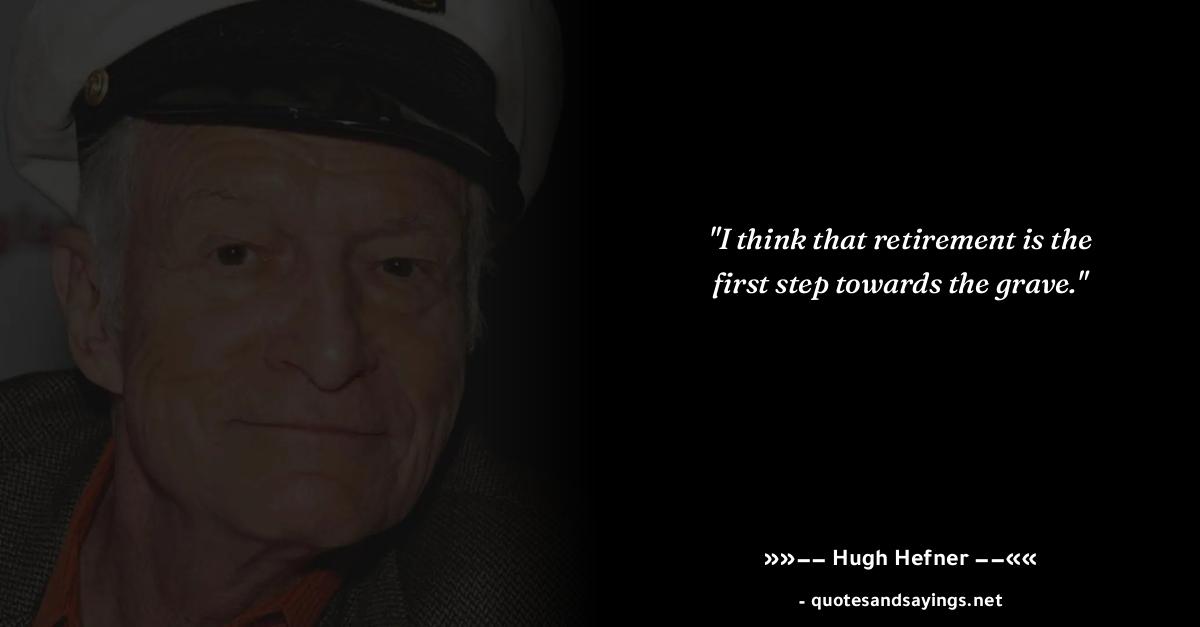 "I think that retirement is the
first step towards the grave."
»»−− Hugh Hefner −−««
- quotesandsayings.net